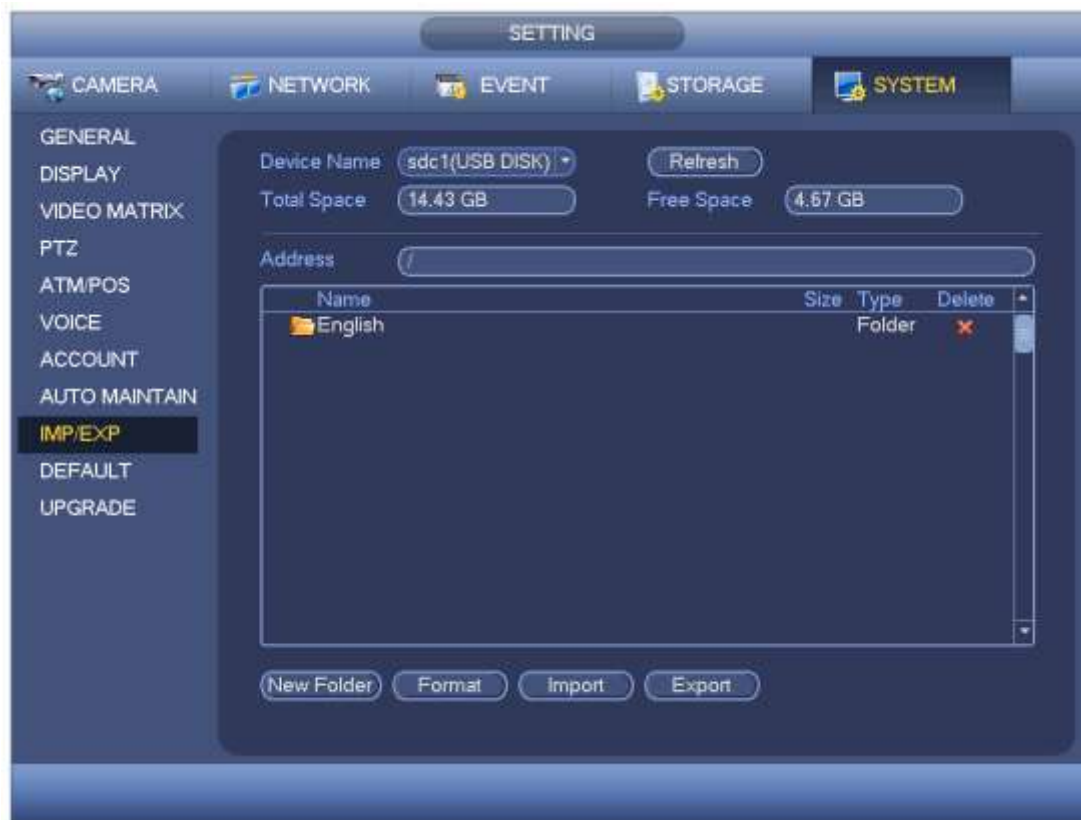 SETTING
CAMERA NETWORK EVENT STORAGE SYSTEM
GENERAL
DISPLAY
VIDEO MATRIX
PTZ
ATM/POS
VOICE
ACCOUNT
AUTO MAINTAIN
IMP/EXP
DEFAULT
UPGRADE
Device Name sdc1(USB DISK) Refresh
Total Space 14.43 GB Free Space 4.67 GB
Address /
Name Size Type Delete
English Folder
New Folder Format Import Export